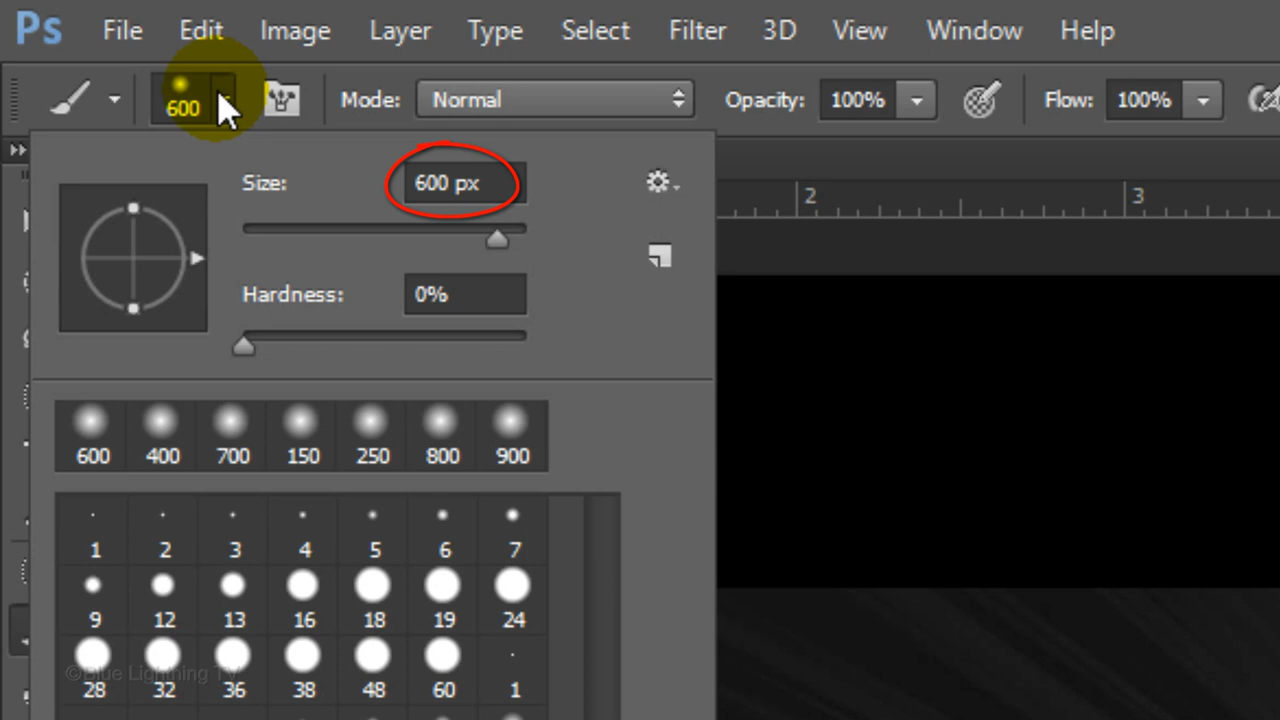 Ps File Edit Image Layer Type Select Filter 3D View Window Help
600 Mode: Normal Opacity: 100% Flow: 100%
Size: 600 px
2 3
Hardness: 0%
600 400 700 150 250 800 900
1 2 3 4 5 6 7
9 12 13 16 18 19 24
©Blue Lightning TV
28 32 36 38 48 60 1